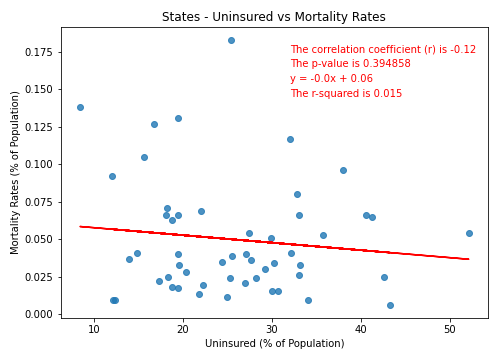 States - Uninsured vs Mortality Rates
The correlation coefficient (r) is -0.12
The p-value is 0.394858
y = -0.0x + 0.06
The r-squared is 0.015
Mortality Rates (% of Population)
0.175
0.150
0.125
0.100
0.075
0.050
0.025
0.000
10 20 30 40 50
Uninsured (% of Population)